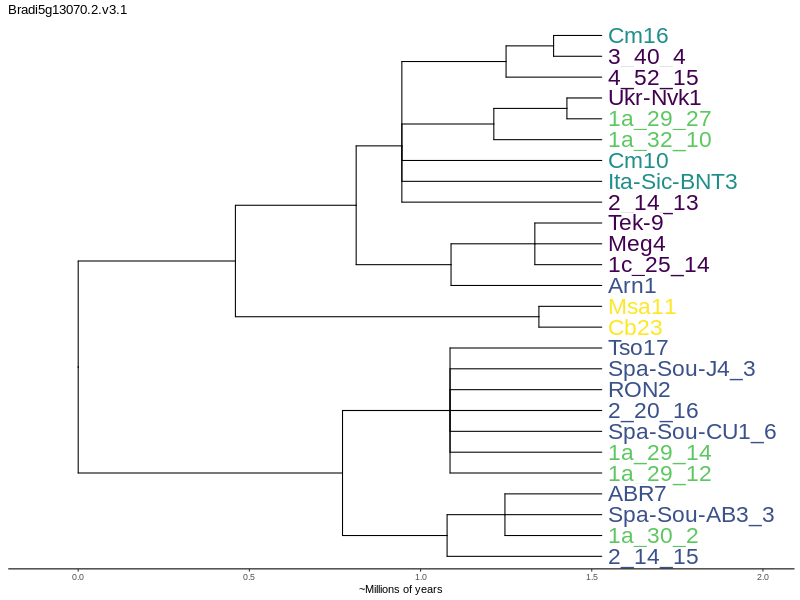 Bradi5g13070.2.v3.1
Cm16
3_40_4
4_52_15
Ukr-Nvk1
1a_29_27
1a_32_10
Cm10
Ita-Sic-BNT3
2_14_13
Tek-9
Meg4
1c_25_14
Arn1
Msa11
Cb23
Tso17
Spa-Sou-J4_3
RON2
2_20_16
Spa-Sou-CU1_6
1a_29_14
1a_29_12
ABR7
Spa-Sou-AB3_3
1a_30_2
2_14_15
0.0 0.5 1.0 1.5 2.0
~Millions of years